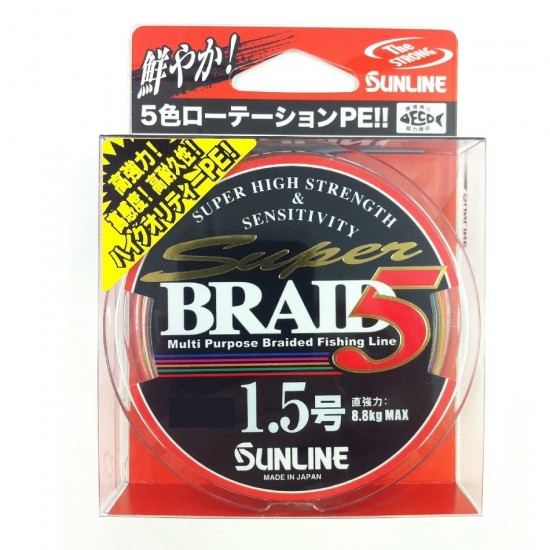 鮮やか!
The STRONG
SUNLINE
5色ローテーションPE!!
ECO
高強力!
高感度!高耐久性!
ハイクオリティーPE!
SUPER HIGH STRENGTH
&
SENSITIVITY
Super
BRAID 5
Multi Purpose Braided Fishing Line
1.5号
直強力:
8.8kg MAX
SUNLINE
MADE IN JAPAN